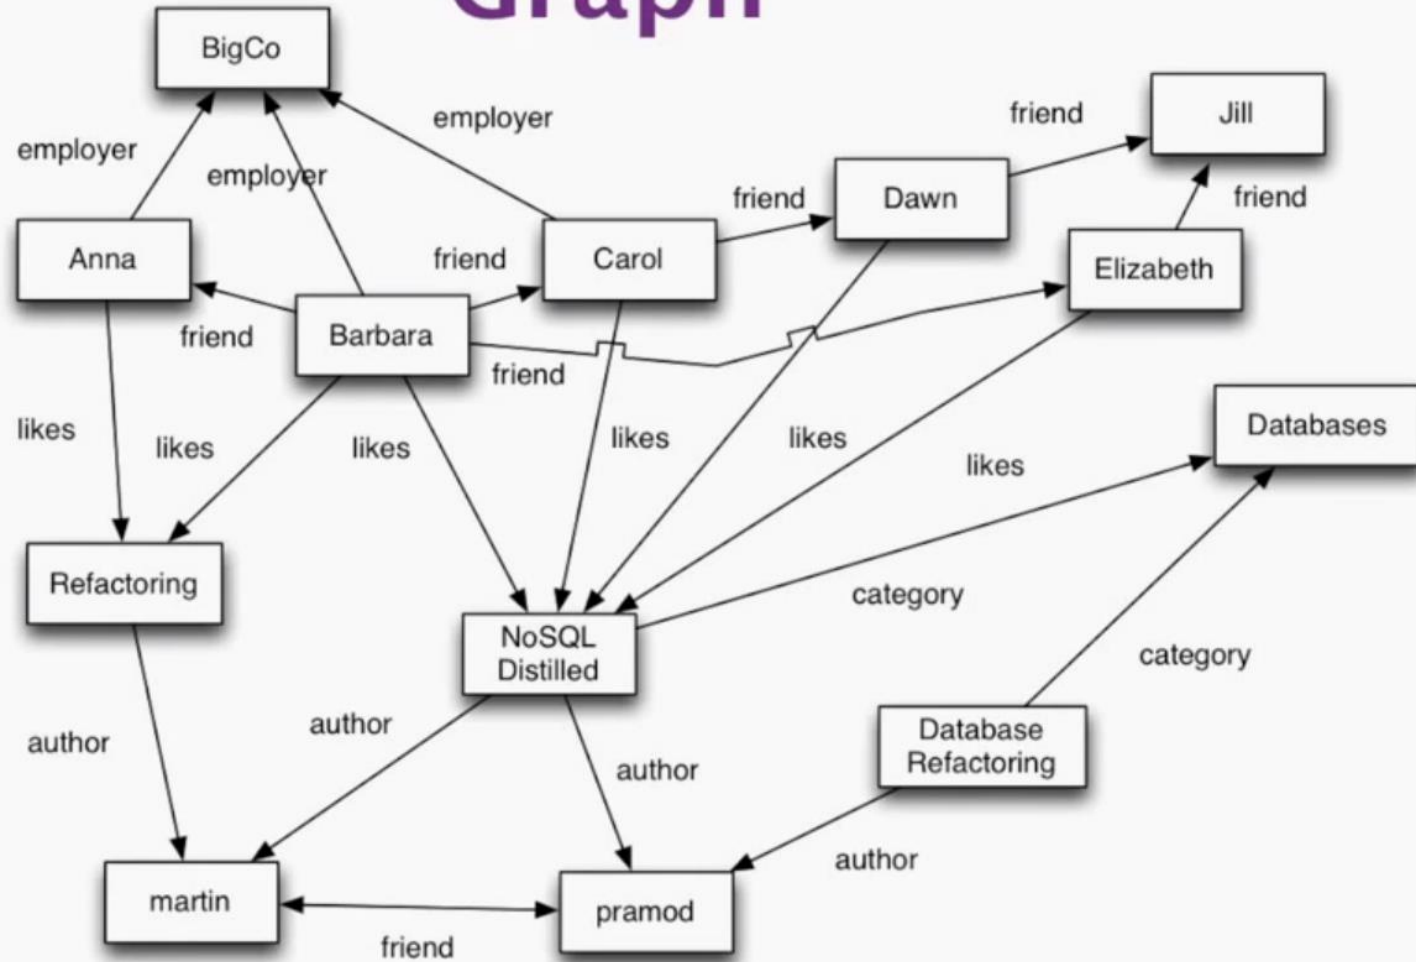 Graph
BigCo
employer
Jill
friend
employer
employer
friend
Dawn
friend
Anna
friend
Carol
Elizabeth
friend
Barbara
friend
likes
likes
likes
likes
likes
likes
Databases
Refactoring
category
NoSQL
Distilled
category
author
author
author
Database
Refactoring
author
martin
pramod
friend